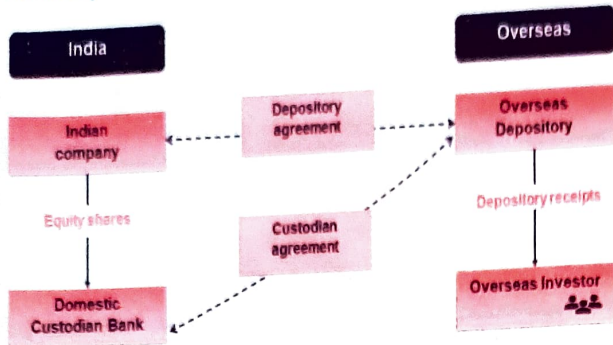 India
Overseas
Indian
company
Depository
agreement
Overseas
Depository
Equity shares
Depository receipts
Custodian
agreement
Domestic
Custodian Bank
Overseas Investor